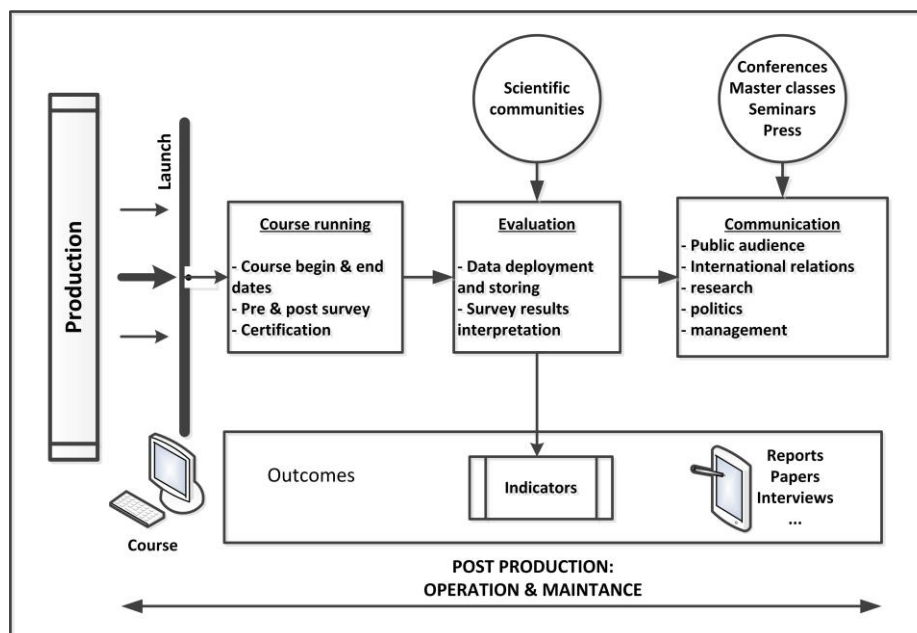 Production
Launch
Course
Course running
- Course begin & end
dates
- Pre & post survey
- Certification
Scientific
communities
Evaluation
- Data deployment
and storing
- Survey results
interpretation
Conferences
Master classes
Seminars
Press
Communication
- Public audience
- International relations
- research
- politics
- management
Outcomes
Indicators
Reports
Papers
Interviews
...
POST PRODUCTION:
OPERATION & MAINTANCE